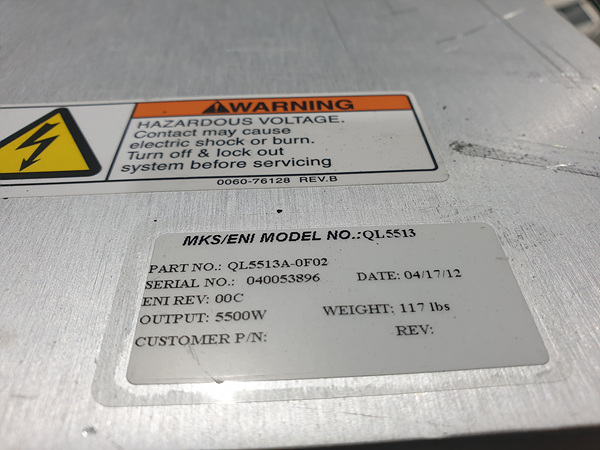 WARNING
HAZARDOUS VOLTAGE.
Contact may cause
electric shock or burn.
Turn off & lock out
system before servicing
0060-76128 REV.B
MKS/ENI MODEL NO.:QL5513
PART NO.: QL5513A-0F02
SERIAL NO.: 040053896 DATE: 04/17/12
ENI REV: 00C
OUTPUT: 5500W WEIGHT: 117 lbs
CUSTOMER P/N: REV: